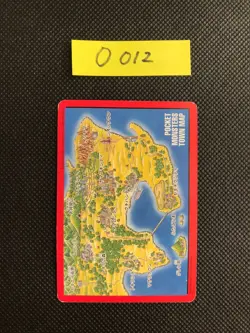 0 012
POCKET
MONSTERS
TOWN MAP